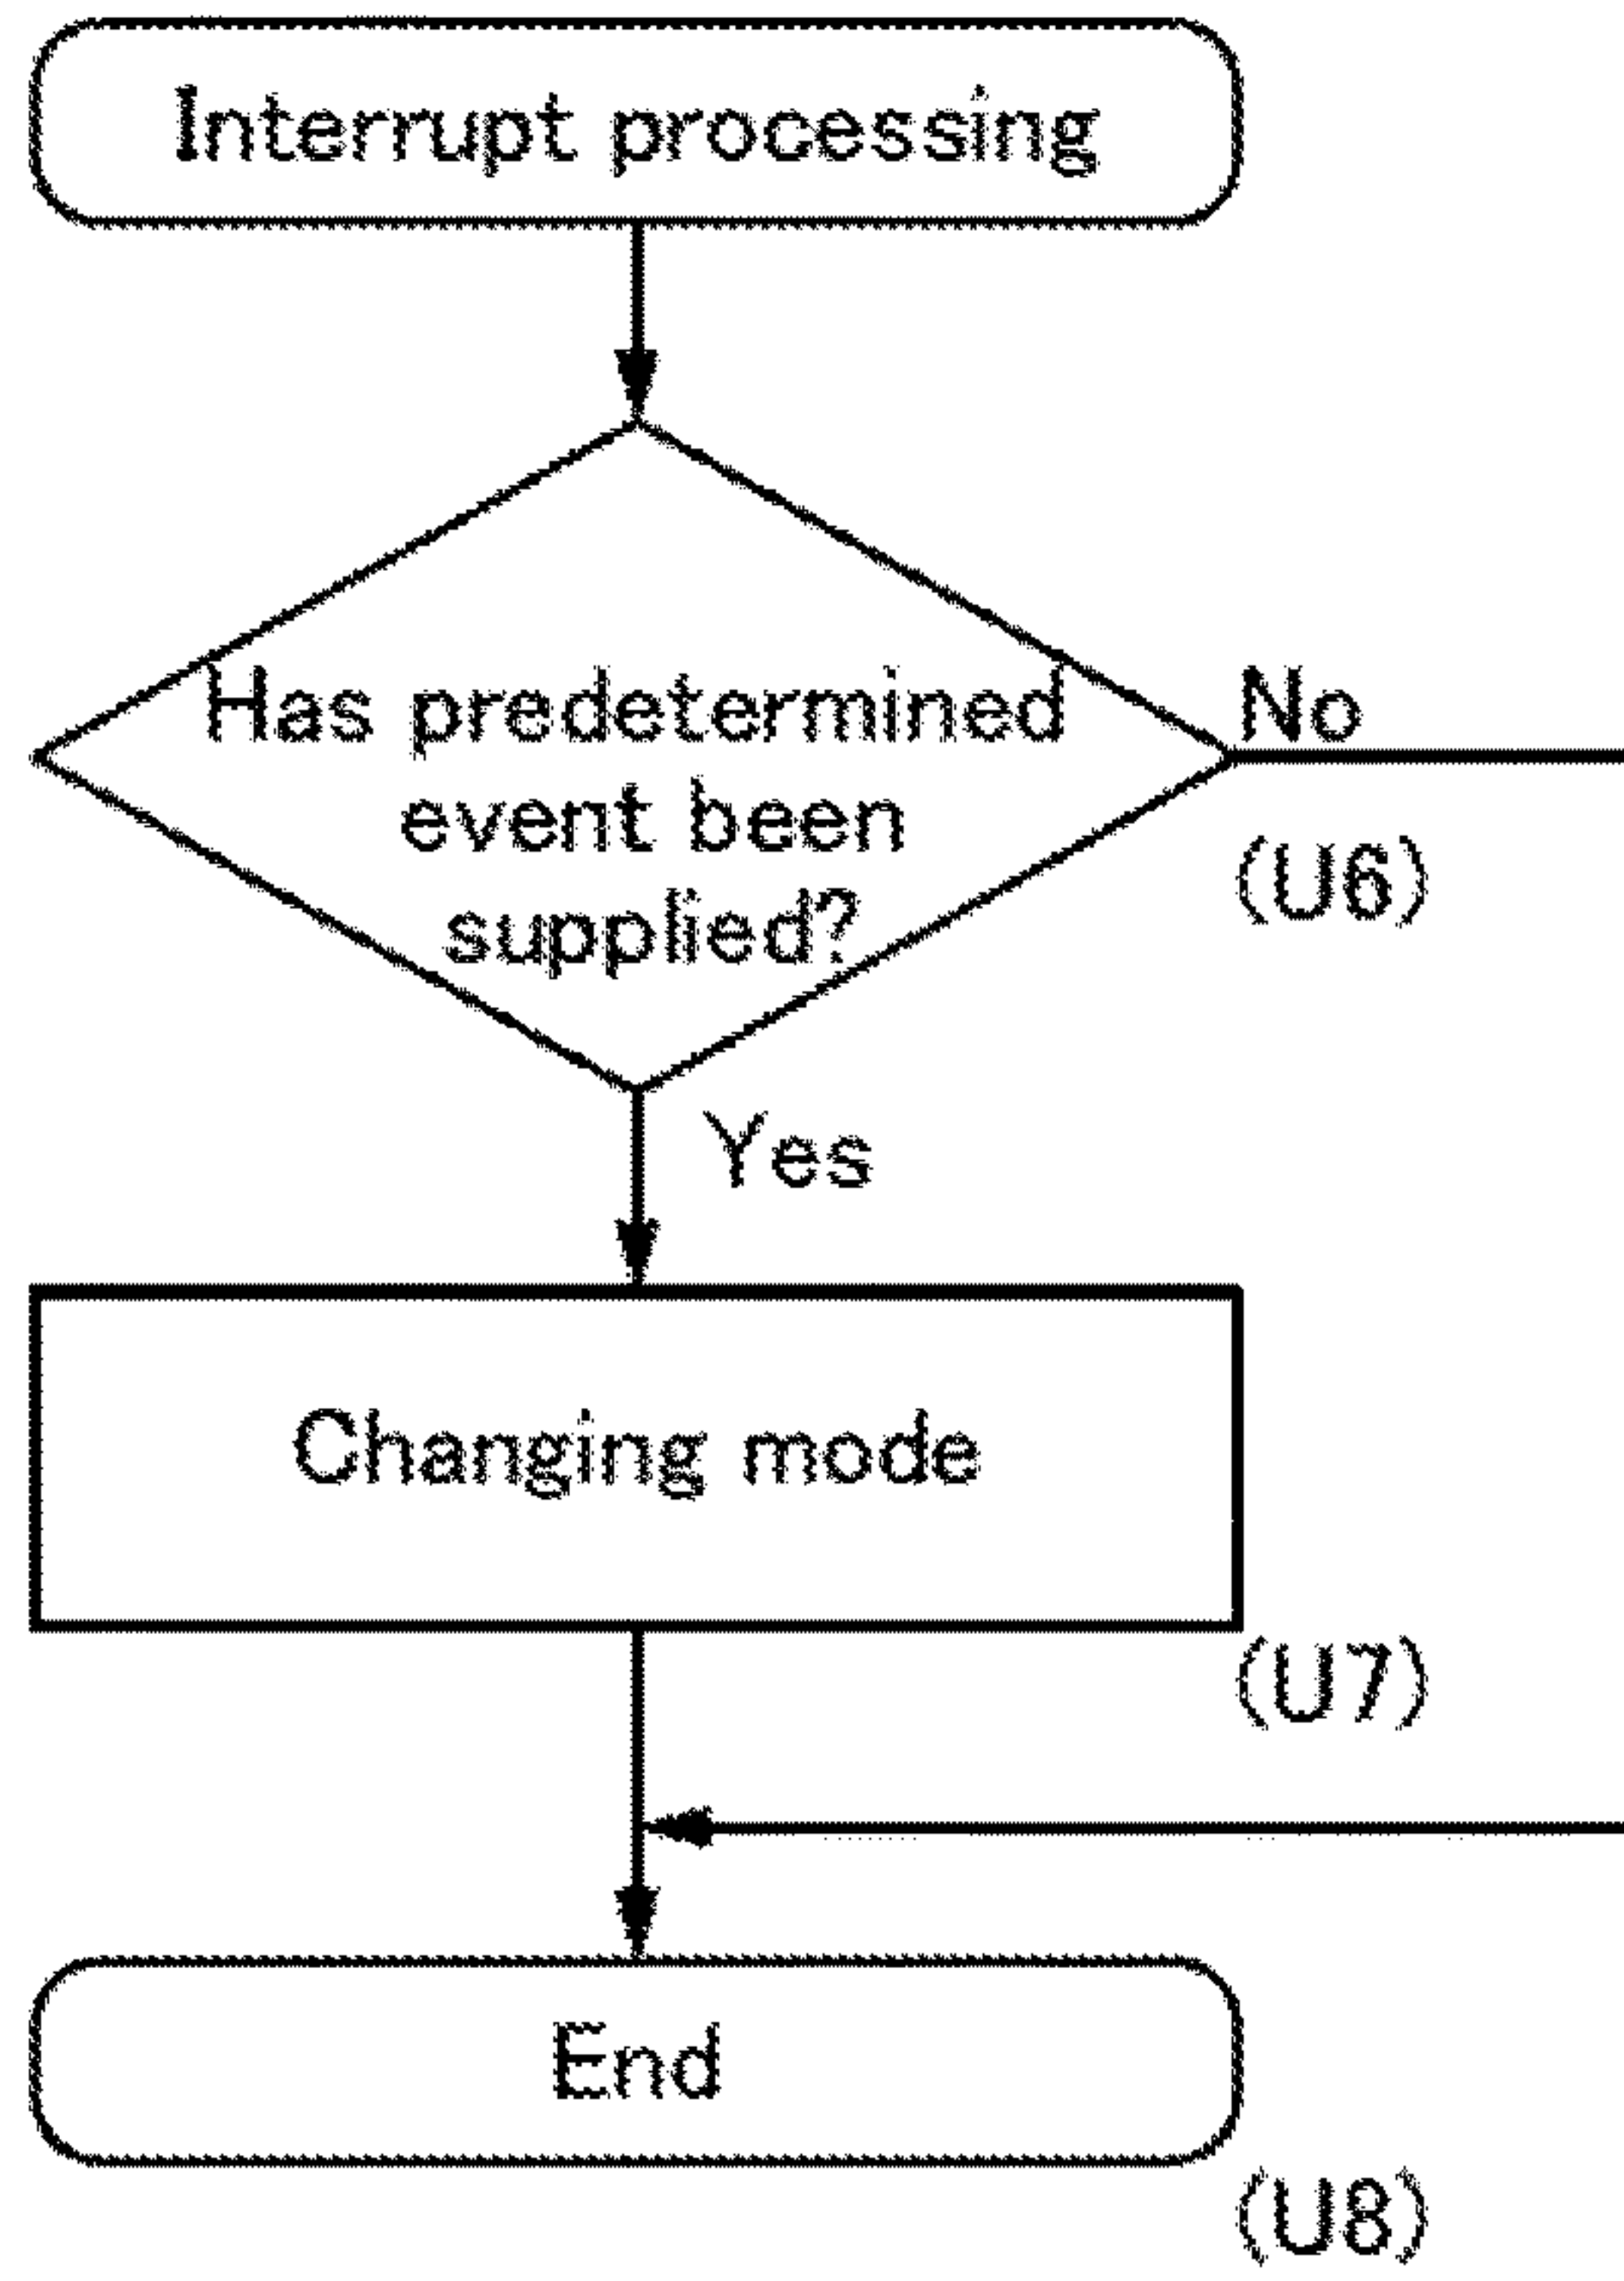 Interrupt processing
Has predetermined
event been
supplied?
No
(U6)
Yes
Changing mode
(U7)
End
(U8)